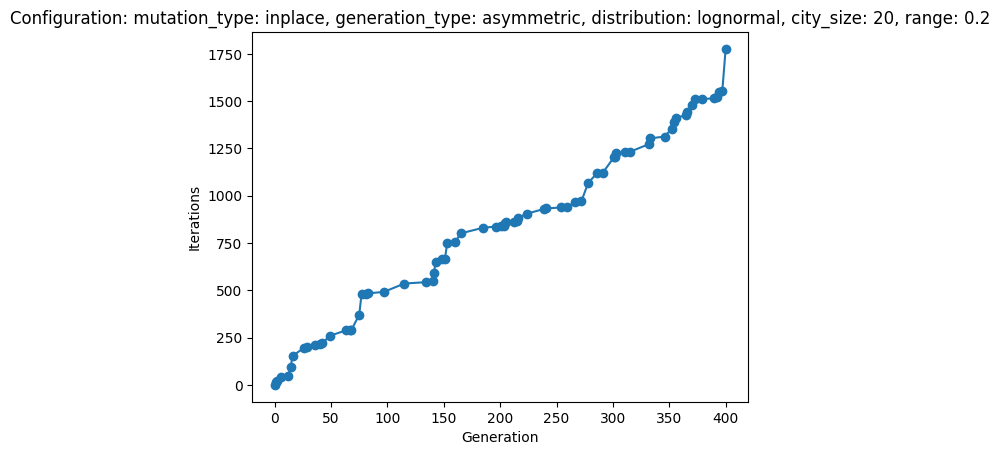 Configuration: mutation_type: inplace, generation_type: asymmetric, distribution: lognormal, city_size: 20, range: 0.2
1750
1500
1250
1000
750
500
250
0
Iterations
0 50 100 150 200 250 300 350 400
Generation